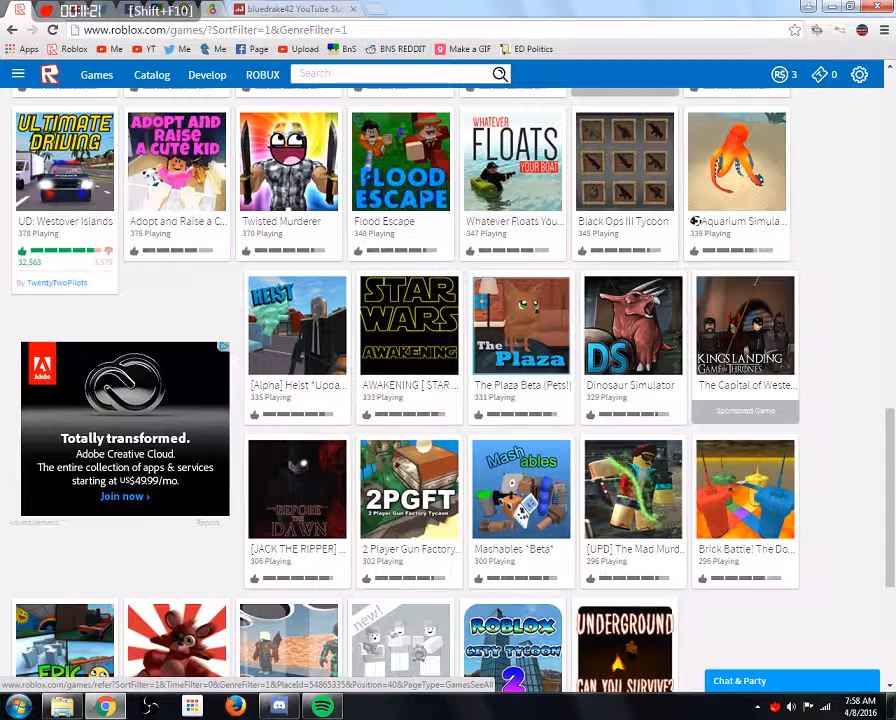 00:11:21 [Shift+F10]
bluedrake42 YouTube Sta
www.roblox.com/games/?SortFilter=1&GenreFilter=1
Apps Roblox Me YT Me Me Page Upload BnS BNS REDDIT Make a GIF ED Politics
Games Catalog Develop ROBUX Search R$ 3 0
ULTIMATE DRIVING
ADOPT AND RAISE A CUTE KID
FLOOD ESCAPE
WHATEVER FLOATS YOUR BOAT
UD: Westover Islands
378 Playing
32,563 3,575
By TwentyTwoPilots
Adopt and Raise a C...
375 Playing
Twisted Murderer
370 Playing
Flood Escape
348 Playing
Whatever Floats You...
347 Playing
Black Ops III Tycoon
345 Playing
Aquarium Simula...
339 Playing
HEIST
[Alpha] Heist *Upda...
335 Playing
STAR WARS AWAKENING
AWAKENING [ STAR ...
333 Playing
The Plaza
The Plaza Beta (Pets!)
331 Playing
DS
Dinosaur Simulator
329 Playing
KINGS LANDING
GAME OF THRONES
The Capital of Weste...
Sponsored Game
Adobe
Totally transformed.
Adobe Creative Cloud.
The entire collection of apps & services
starting at US$49.99/mo.
Join now ›
Advertisement Report
BEFORE THE DAWN
[JACK THE RIPPER] ...
306 Playing
2PGFT
2 Player Gun Factory Tycoon
2 Player Gun Factory...
302 Playing
Mashables
Mashables *Beta*
300 Playing
[UPD] The Mad Murd...
296 Playing
Brick Battle! The Do...
296 Playing
EPIC
new!
ROBLOX CITY TYCOON 2
UNDERGROUND
CAN YOU SURVIVE?
Chat & Party
www.roblox.com/games/refer?SortFilter=1&TimeFilter=0&GenreFilter=1&PlaceId=54865335&Position=40&PageType=GamesSeeAll
7:58 AM
4/8/2016